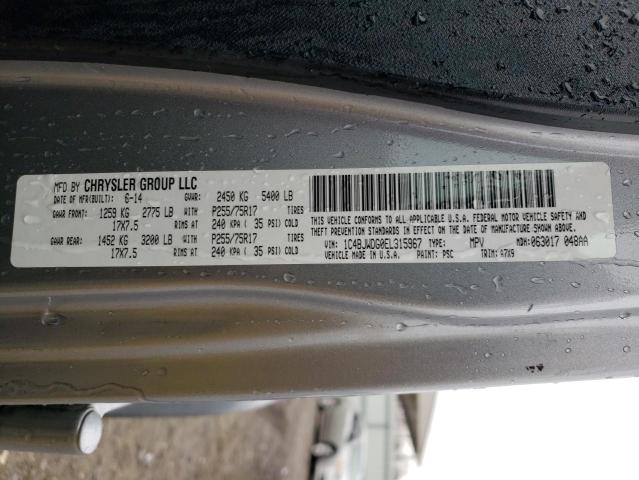 MFD BY CHRYSLER GROUP LLC
DATE OF MFR(BUILT): 6-14 GVWR: 2450 KG 5400 LB
GAWR FRONT: 1259 KG 2775 LB WITH P255/75R17 TIRES
17X7.5 RIMS AT 240 KPA ( 35 PSI) COLD
GAWR REAR: 1452 KG 3200 LB WITH P255/75R17 TIRES
17X7.5 RIMS AT 240 KPA ( 35 PSI) COLD
THIS VEHICLE CONFORMS TO ALL APPLICABLE U.S.A. FEDERAL MOTOR VEHICLE SAFETY AND
THEFT PREVENTION STANDARDS IN EFFECT ON THE DATE OF MANUFACTURE SHOWN ABOVE.
VIN: 1C4BJWDG0EL315967 TYPE: MPV MDH: 063017 048AA
VEHICLE MADE IN U.S.A. PAINT: PSC TRIM: A7X9